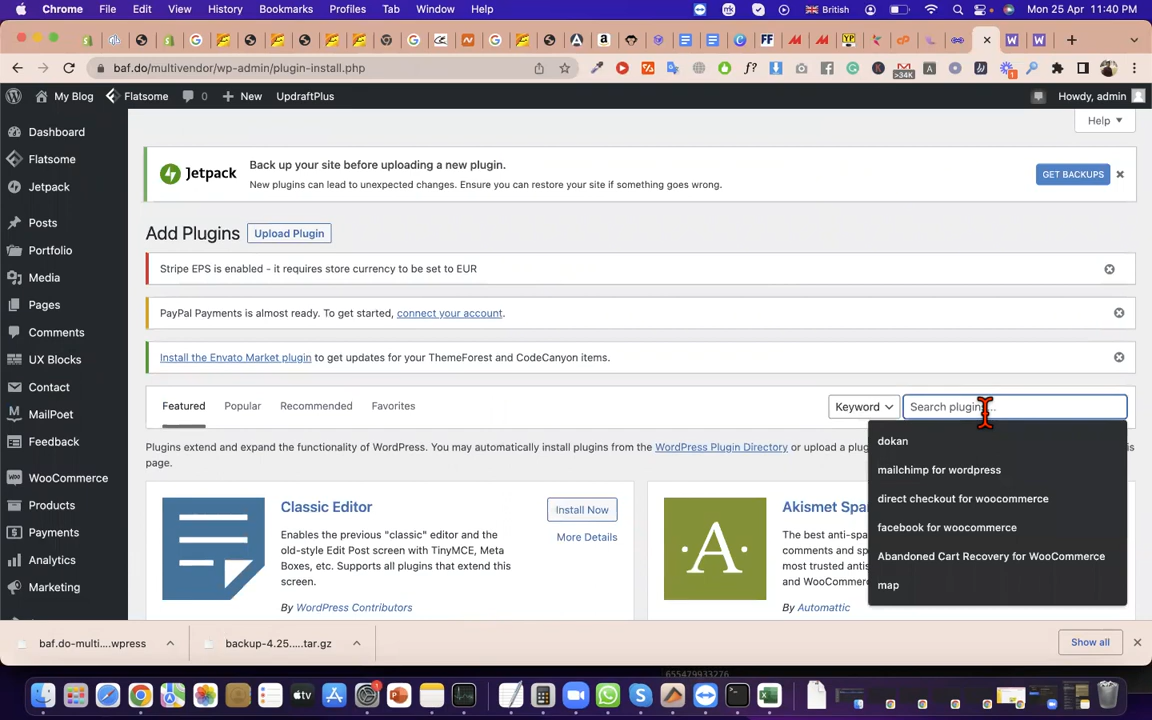 Chrome File Edit View History Bookmarks Profiles Tab Window Help British Mon 25 Apr 11:40 PM
baf.do/multivendor/wp-admin/plugin-install.php
My Blog Flatsome 0 New UpdraftPlus Howdy, admin
Help
Dashboard
Flatsome
Jetpack
Posts
Portfolio
Media
Pages
Comments
UX Blocks
Contact
MailPoet
Feedback
WooCommerce
Products
Payments
Analytics
Marketing
Jetpack
Back up your site before uploading a new plugin.
New plugins can lead to unexpected changes. Ensure you can restore your site if something goes wrong.
GET BACKUPS
Add Plugins Upload Plugin
Stripe EPS is enabled - it requires store currency to be set to EUR
PayPal Payments is almost ready. To get started, connect your account.
Install the Envato Market plugin to get updates for your ThemeForest and CodeCanyon items.
Featured Popular Recommended Favorites Keyword Search plugin...
dokan
mailchimp for wordpress
direct checkout for woocommerce
facebook for woocommerce
Abandoned Cart Recovery for WooCommerce
map
Plugins extend and expand the functionality of WordPress. You may automatically install plugins from the WordPress Plugin Directory or upload a
page.
Classic Editor
Install Now
More Details
Enables the previous "classic" editor and the
old-style Edit Post screen with TinyMCE, Meta
Boxes, etc. Supports all plugins that extend this
screen.
By WordPress Contributors
Akismet
The best anti-
comments and
most trusted
and
By Automattic
baf.do-multi....wpress backup-4.25.....tar.gz Show all
655479933276